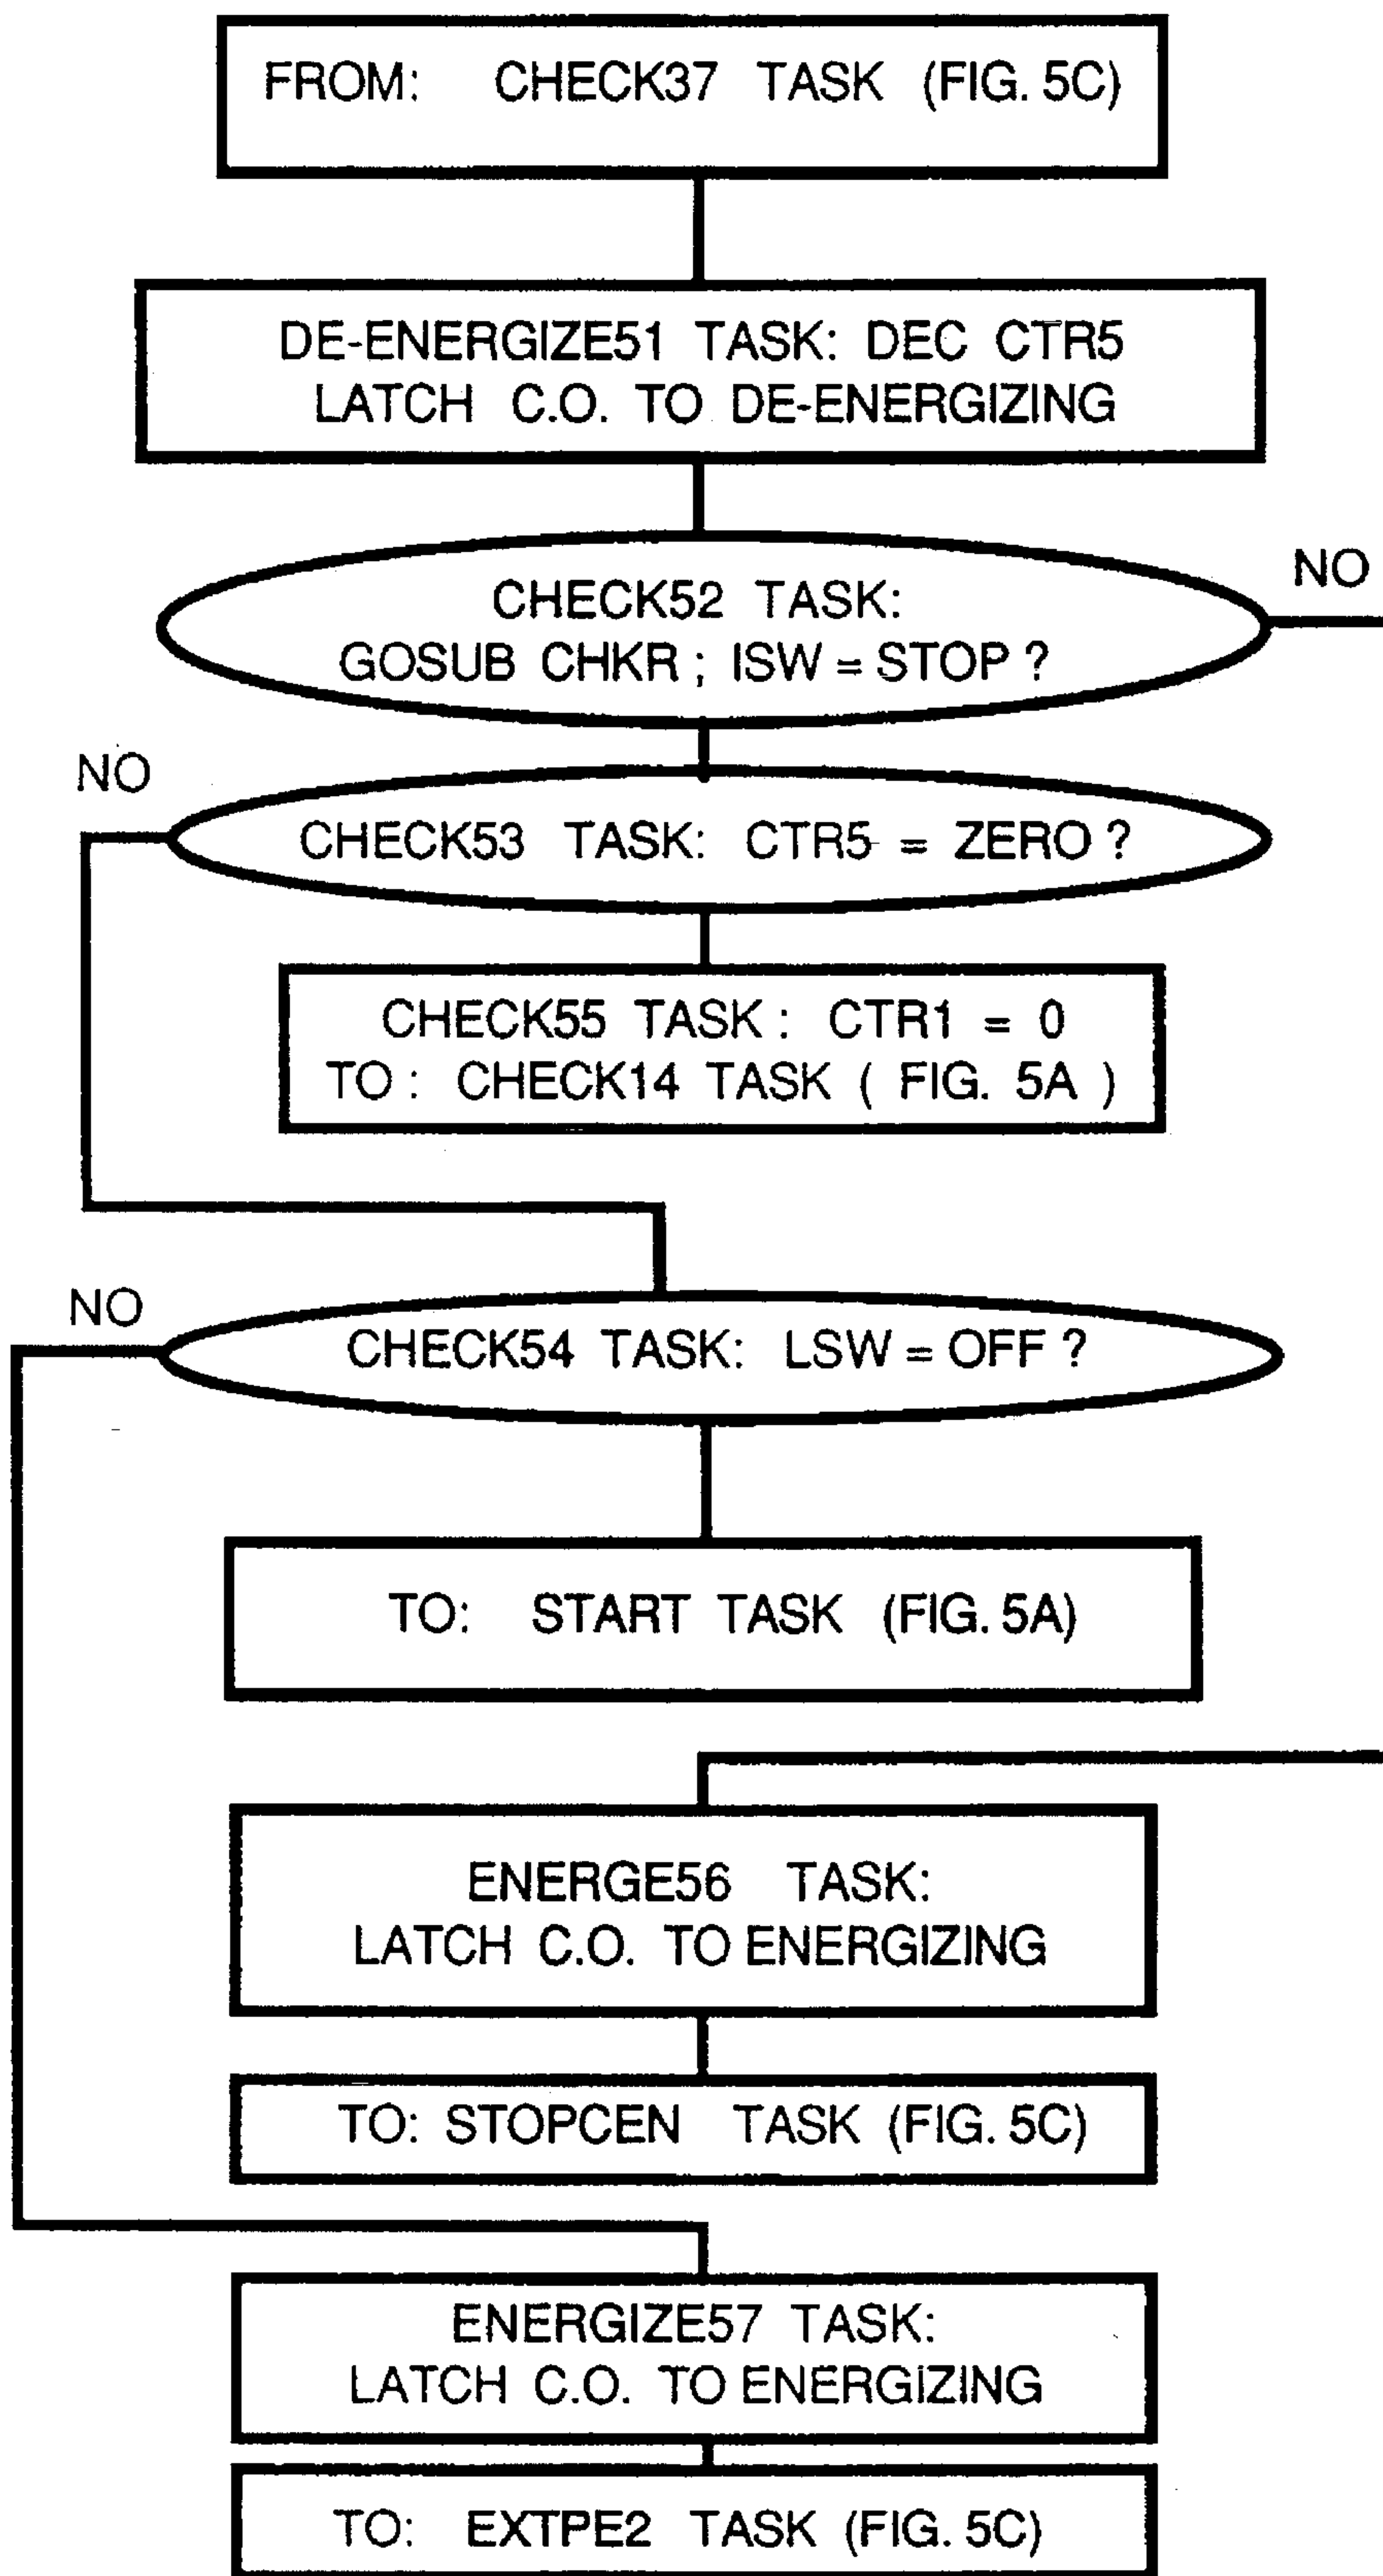 FROM: CHECK37 TASK (FIG. 5C)
DE-ENERGIZE51 TASK: DEC CTR5
LATCH C.O. TO DE-ENERGIZING
NO
CHECK52 TASK:
GOSUB CHKR ; ISW = STOP ?
NO
CHECK53 TASK: CTR5 = ZERO ?
CHECK55 TASK : CTR1 = 0
TO : CHECK14 TASK ( FIG. 5A )
NO
CHECK54 TASK: LSW = OFF ?
TO: START TASK (FIG. 5A)
ENERGE56 TASK:
LATCH C.O. TO ENERGIZING
TO: STOPCEN TASK (FIG. 5C)
ENERGIZE57 TASK:
LATCH C.O. TO ENERGIZING
TO: EXTPE2 TASK (FIG. 5C)